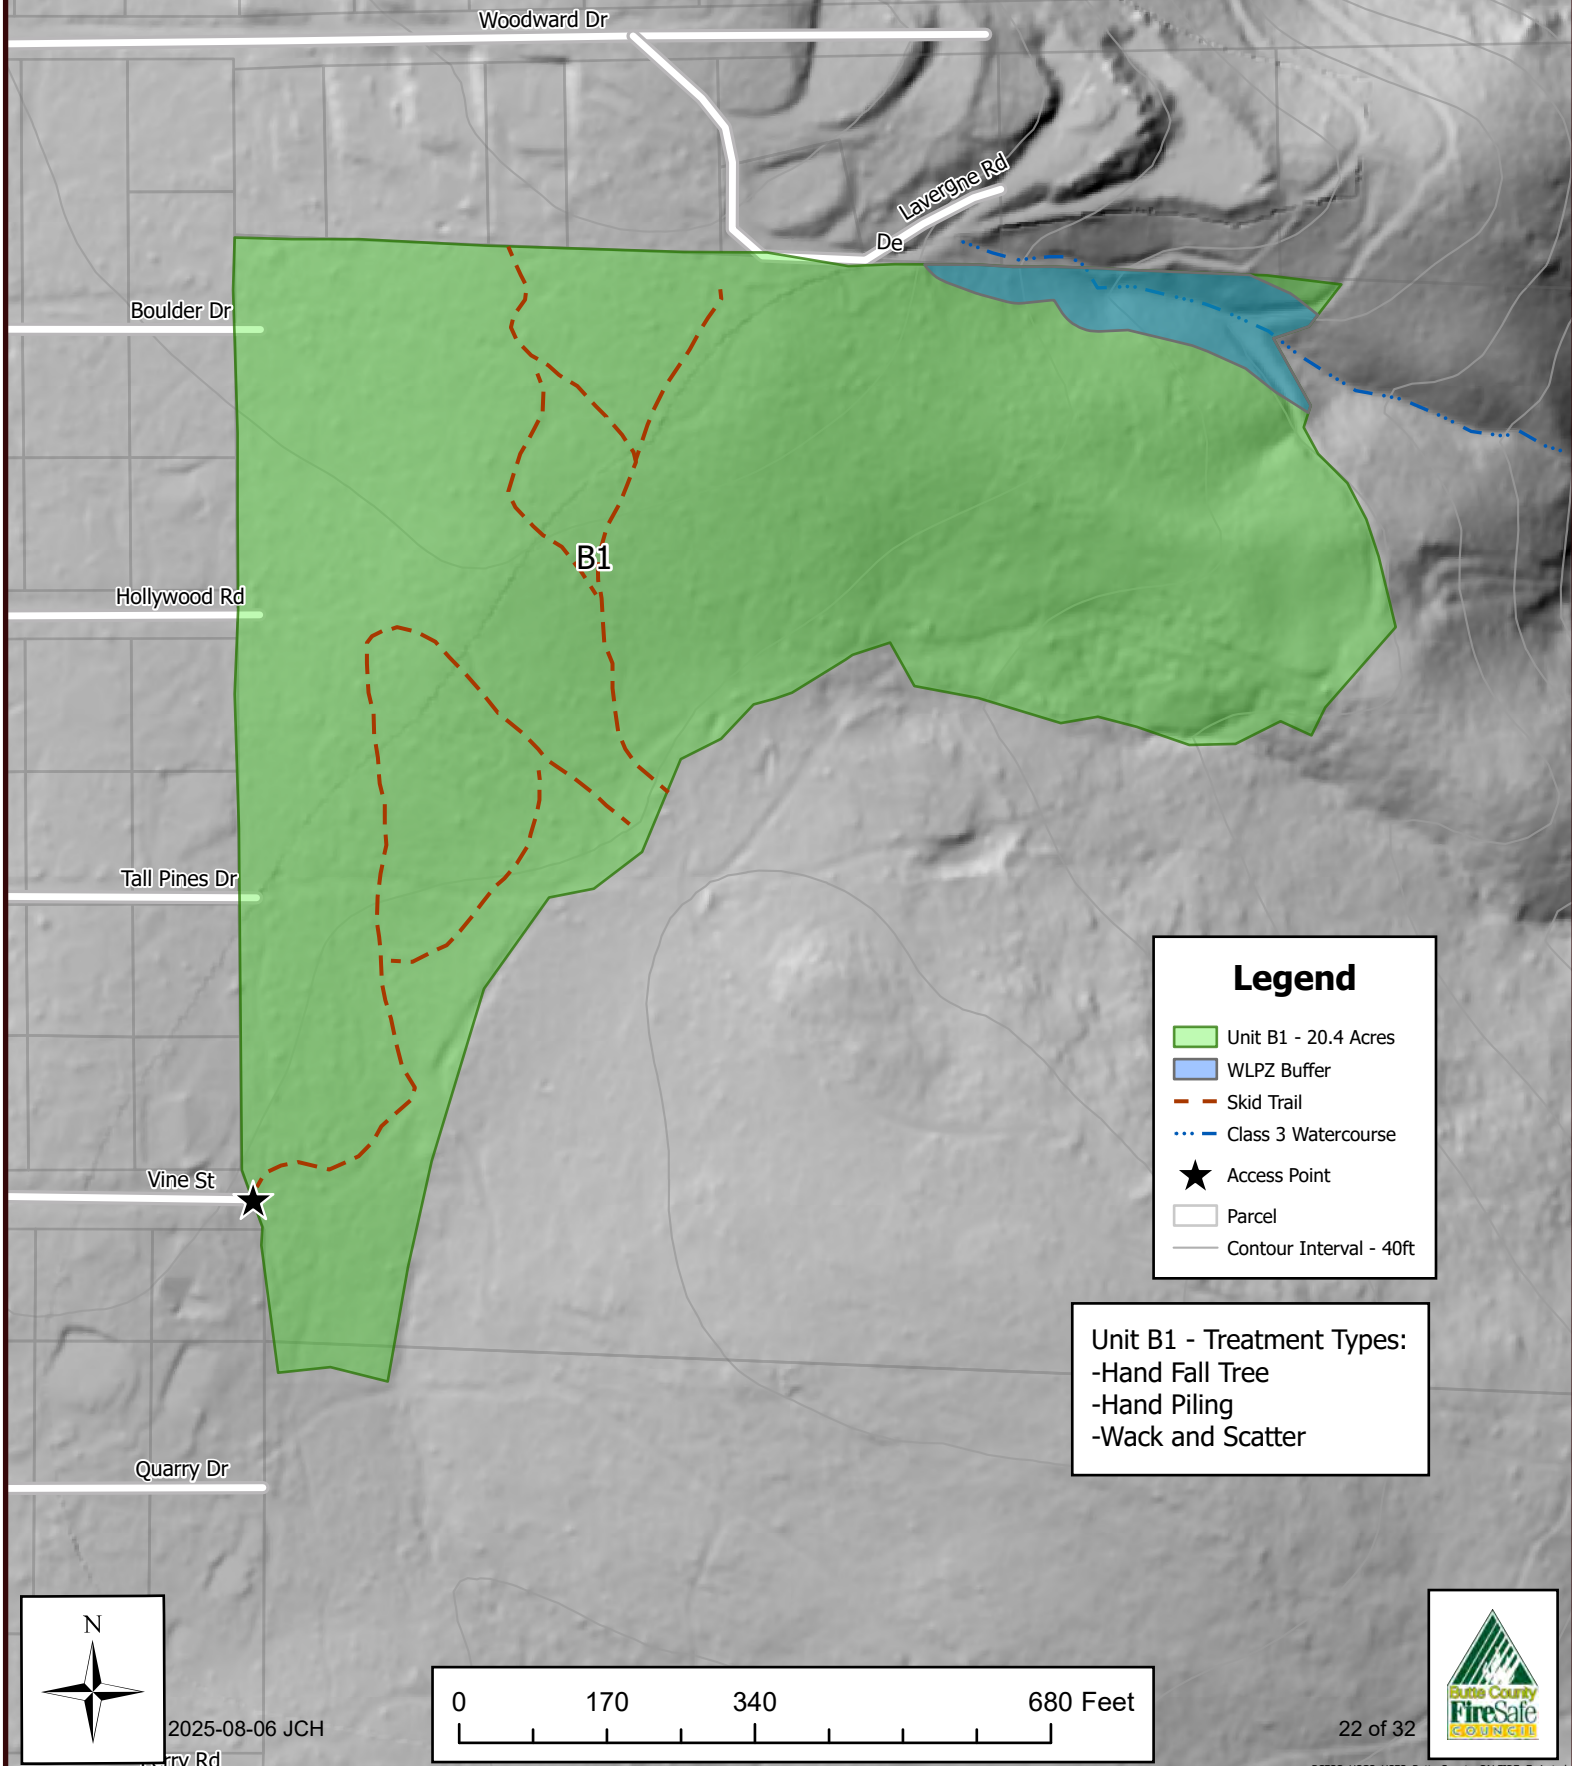 Woodward Dr
De Lavergne Rd
Boulder Dr
B1
Hollywood Rd
Tall Pines Dr
Vine St
Quarry Dr
Legend
Unit B1 - 20.4 Acres
WLPZ Buffer
Skid Trail
Class 3 Watercourse
Access Point
Parcel
Contour Interval - 40ft
Unit B1 - Treatment Types:
-Hand Fall Tree
-Hand Piling
-Wack and Scatter
N
2025-08-06 JCH
Rd
0 170 340 680 Feet
22 of 32
Butte County
FireSafe
COUNCIL